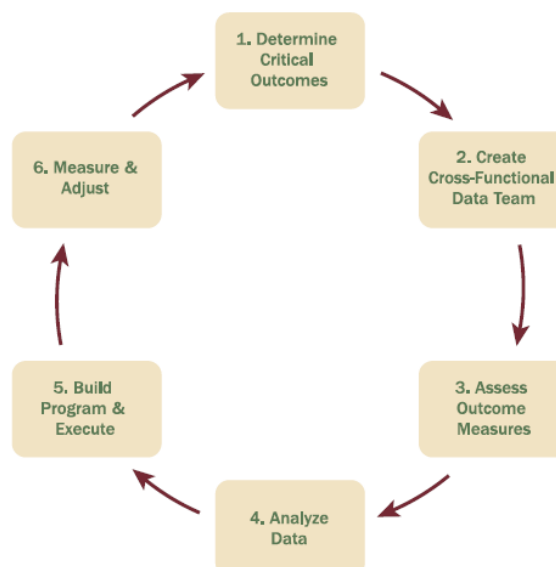 1. Determine
Critical
Outcomes
2. Create
Cross-Functional
Data Team
3. Assess
Outcome
Measures
4. Analyze
Data
5. Build
Program &
Execute
6. Measure &
Adjust